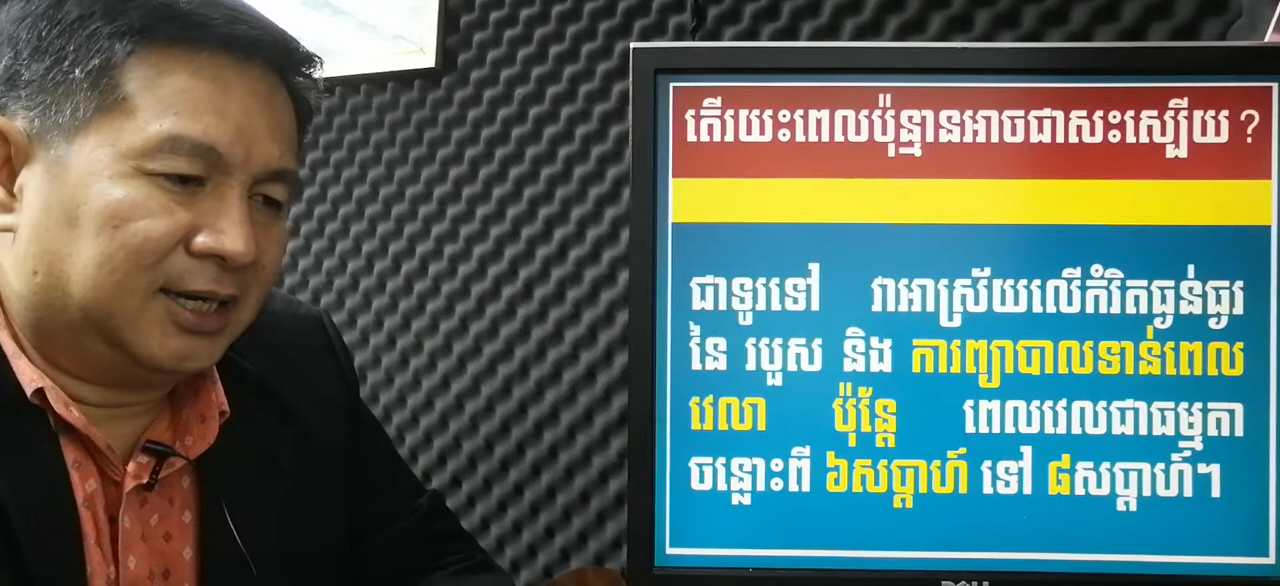 តើរយះពេលប៉ុន្មានអាចជាសះស្បើយ ?
ជាទូរទៅ វាអាស្រ័យលើកំរិតធ្ងន់ធ្ងរ
នៃ របួស និង ការព្យាបាលទាន់ពេល
វេលា ប៉ុន្តែ ពេលវេលជាធម្មតា
ចន្លោះពី ៦សប្តាហ៍ ទៅ ៨សប្តាហ៍។